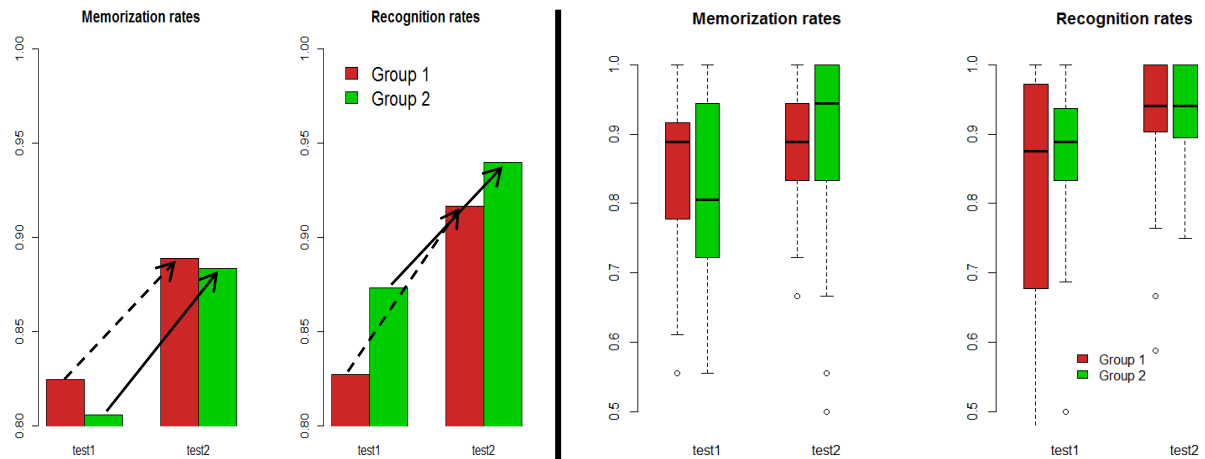 Memorization rates
1.00
0.95
0.90
0.85
0.80
test1
test2
Recognition rates
1.00
0.95
0.90
0.85
0.80
Group 1
Group 2
test1
test2
Memorization rates
1.0
0.9
0.8
0.7
0.6
0.5
test1
test2
Recognition rates
1.0
0.9
0.8
0.7
0.6
0.5
Group 1
Group 2
test1
test2